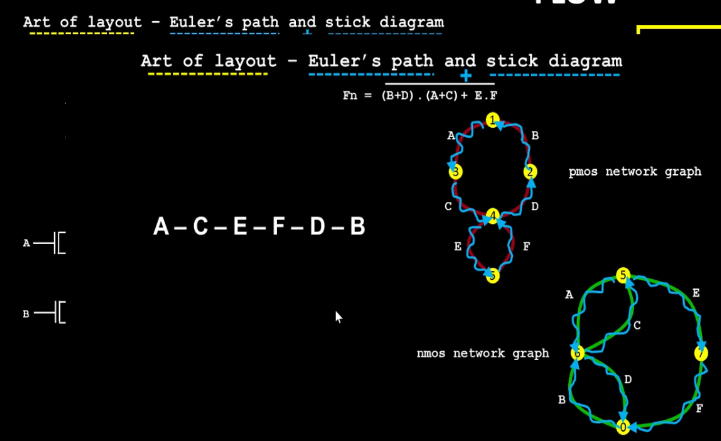 FLOW
Art of layout – Euler's path and stick diagram
Art of layout – Euler's path and stick diagram
Fn = (B+D).(A+C)+ E.F
1
A
B
3
2
pmos network graph
C
D
4
A – C – E – F – D – B
E
F
A
5
5
A
E
B
C
nmos network graph
6
7
D
B
F
0